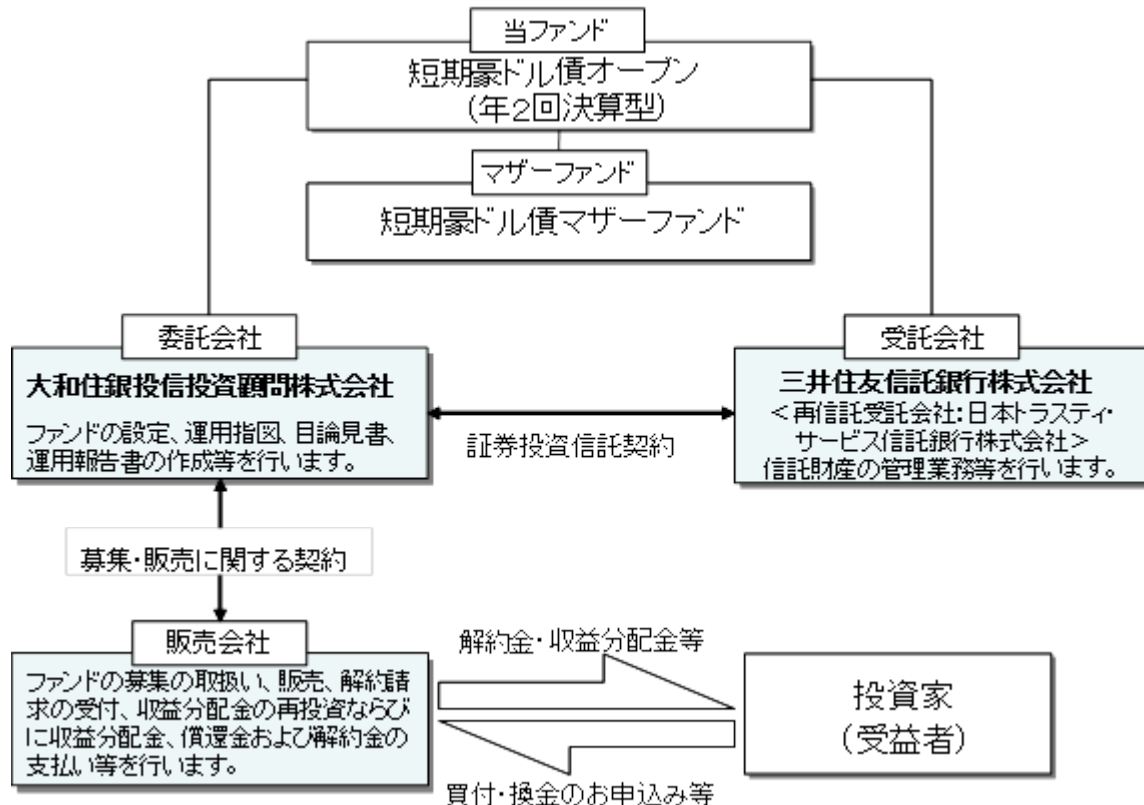 当ファンド
短期豪ドル債オープン
(年2回決算型)
マザーファンド
短期豪ドル債マザーファンド
委託会社
大和住銀投信投資顧問株式会社
ファンドの設定、運用指図、目論見書、
運用報告書の作成等を行います。
証券投資信託契約
受託会社
三井住友信託銀行株式会社
<再信託受託会社:日本トラスティ・
サービス信託銀行株式会社>
信託財産の管理業務等を行います。
募集・販売に関する契約
販売会社
ファンドの募集の取扱い、販売、解約請
求の受付、収益分配金の再投資ならび
に収益分配金、償還金および解約金の
支払い等を行います。
解約金・収益分配金等
買付・換金のお申込み等
投資家
(受益者)